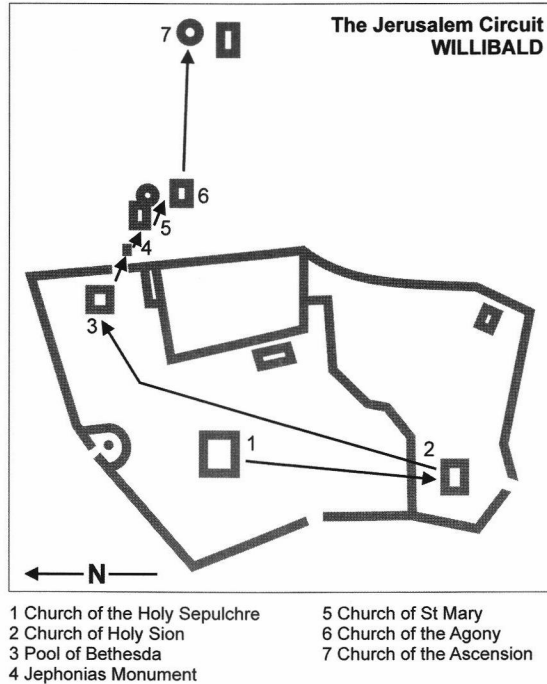 The Jerusalem Circuit
WILLIBALD
7
6
5
4
3
1
2
N
1 Church of the Holy Sepulchre
2 Church of Holy Sion
3 Pool of Bethesda
4 Jephonias Monument
5 Church of St Mary
6 Church of the Agony
7 Church of the Ascension